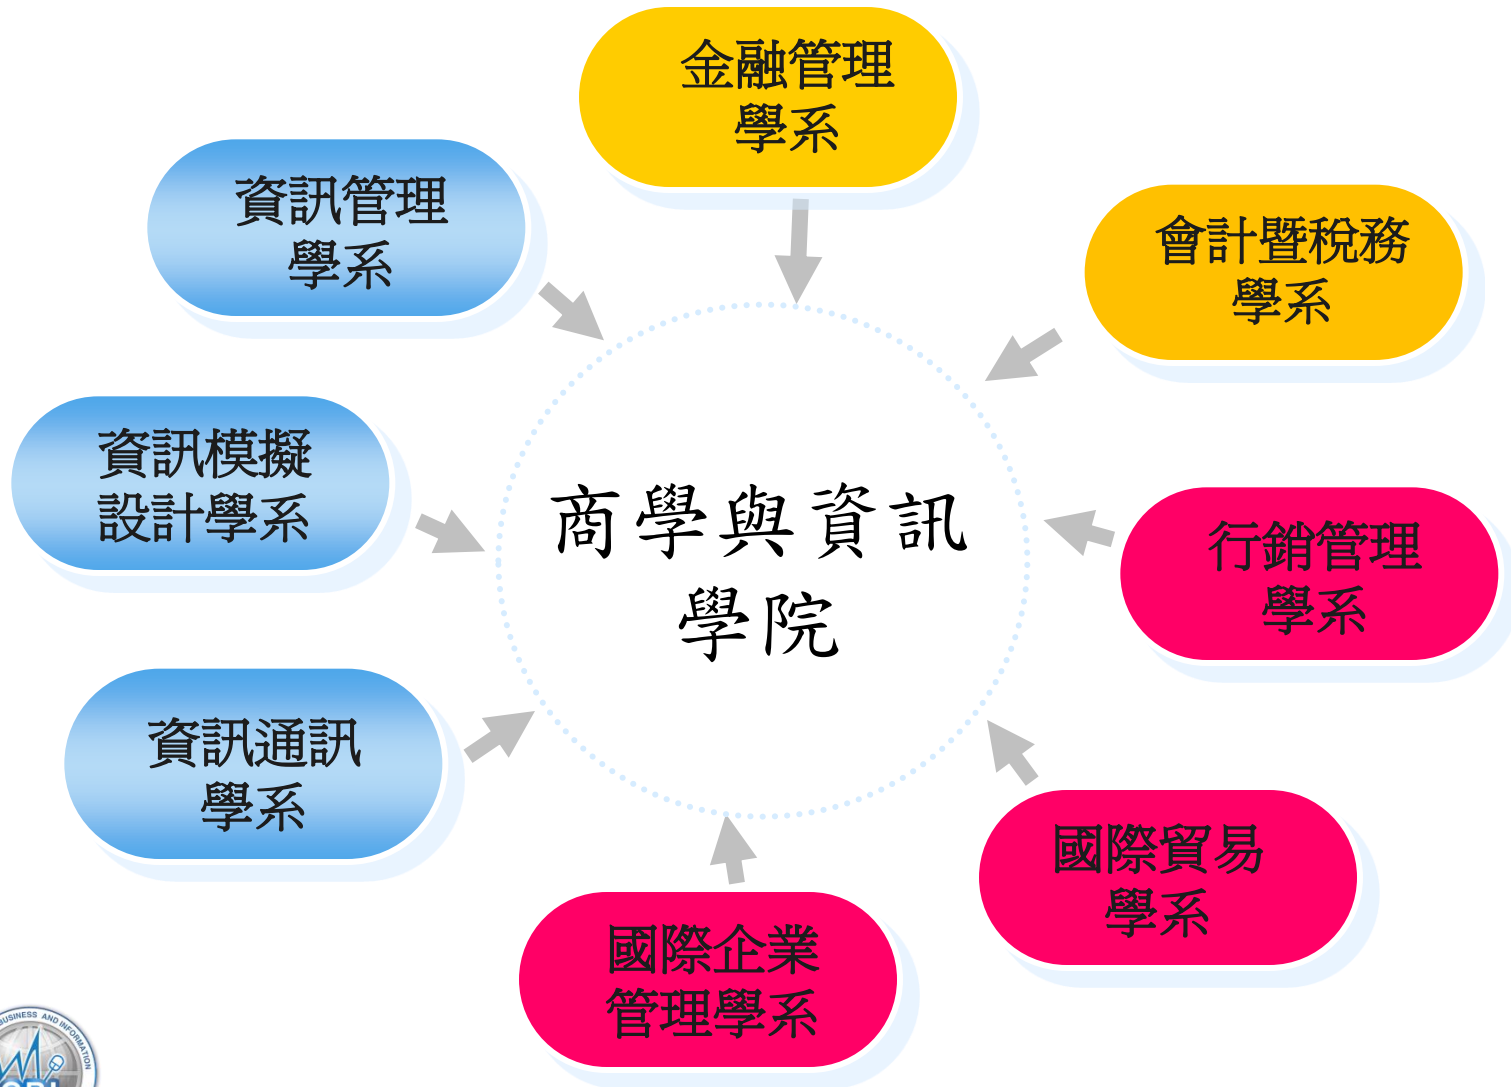 金融管理
學系
資訊管理
學系
會計暨稅務
學系
資訊模擬
設計學系
商學與資訊
學院
行銷管理
學系
資訊通訊
學系
國際貿易
學系
國際企業
管理學系
BUSINESS AND INFORMATION